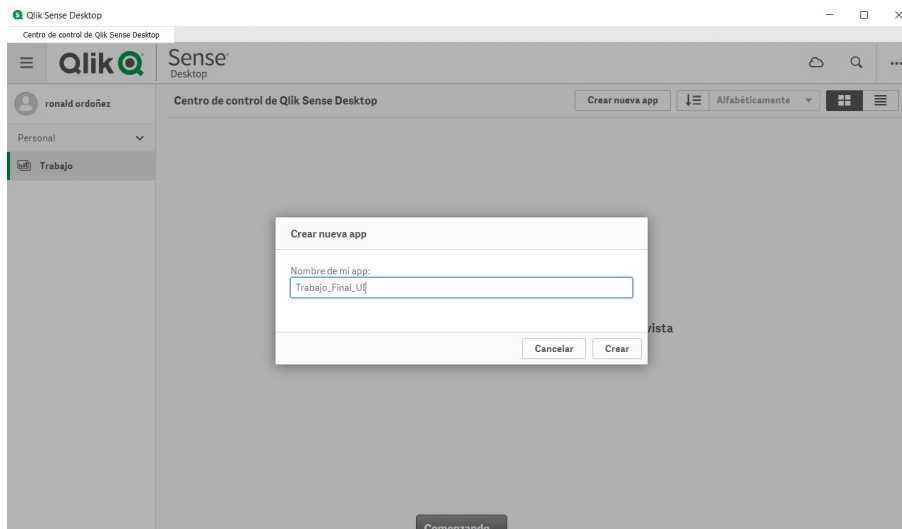 Qlik Sense Desktop
Centro de control de Qlik Sense Desktop
Qlik
Sense
Desktop
ronald ordoñez
Centro de control de Qlik Sense Desktop
Crear nueva app
Alfabéticamente
Personal
Trabajo
Crear nueva app
Nombre de mi app:
Trabajo_Final_UI
vista
Cancelar
Crear
Comenzando